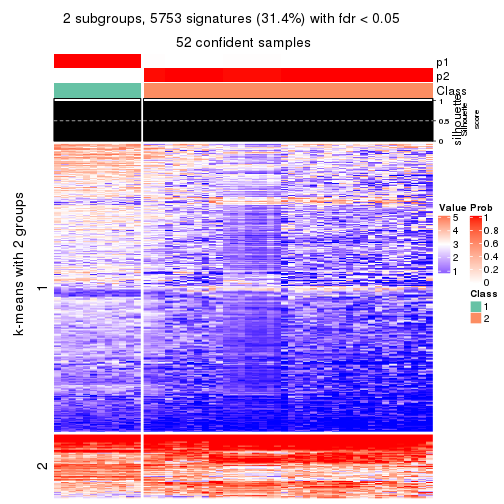 2 subgroups, 5753 signatures (31.4%) with fdr < 0.05
52 confident samples
p1
p2
Class
1
0.5
0
silhouette
Silhouette
score
k-means with 2 groups
1
2
Value
5
4
3
2
1
Prob
1
0.8
0.6
0.4
0.2
0
Class
1
2